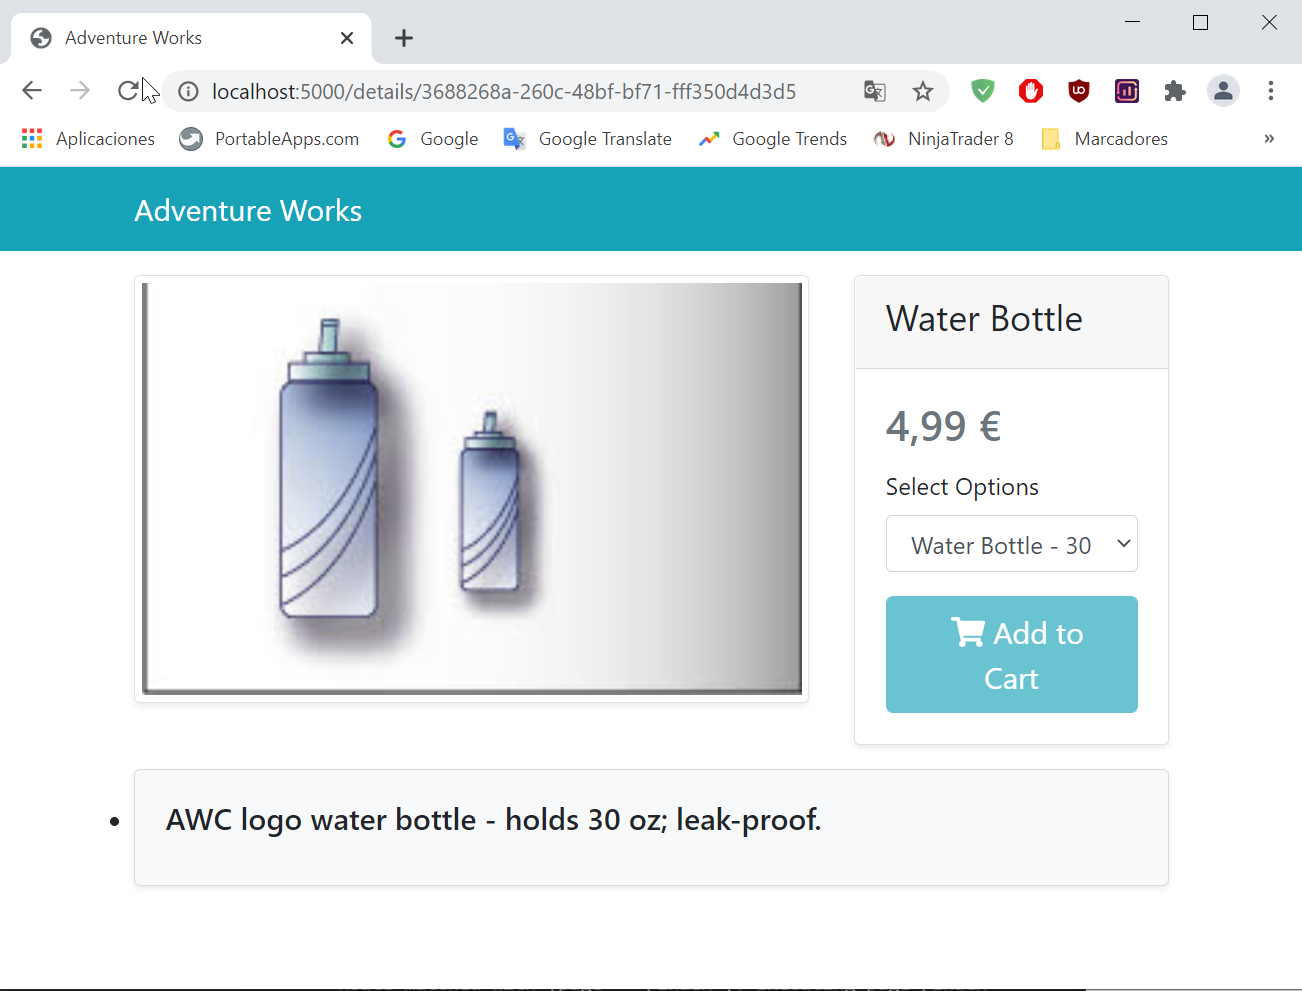 Adventure Works
localhost:5000/details/3688268a-260c-48bf-bf71-fff350d4d3d5
Aplicaciones PortableApps.com Google Google Translate Google Trends NinjaTrader 8 Marcadores »
Adventure Works
Water Bottle
4,99 €
Select Options
Water Bottle - 30
Add to
Cart
AWC logo water bottle - holds 30 oz; leak-proof.